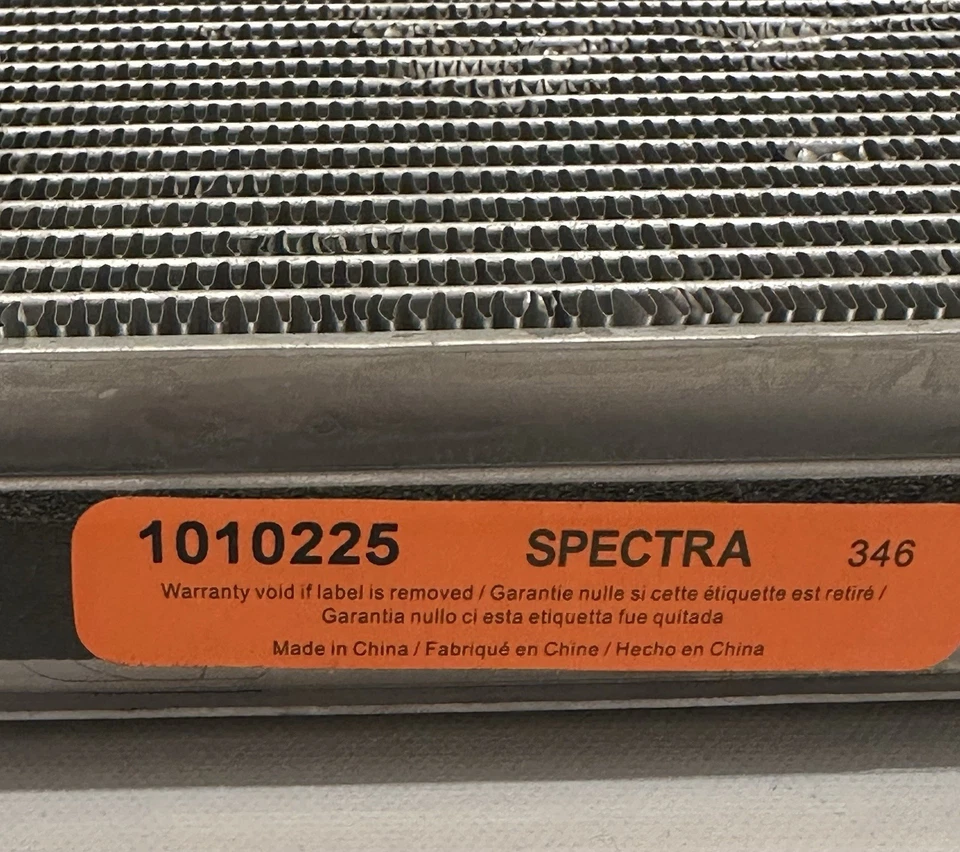 1010225 SPECTRA 346
Warranty void if label is removed / Garantie nulle si cette étiquette est retiré /
Garantia nullo ci esta etiquetta fue quitada
Made in China / Fabriqué en Chine / Hecho en China